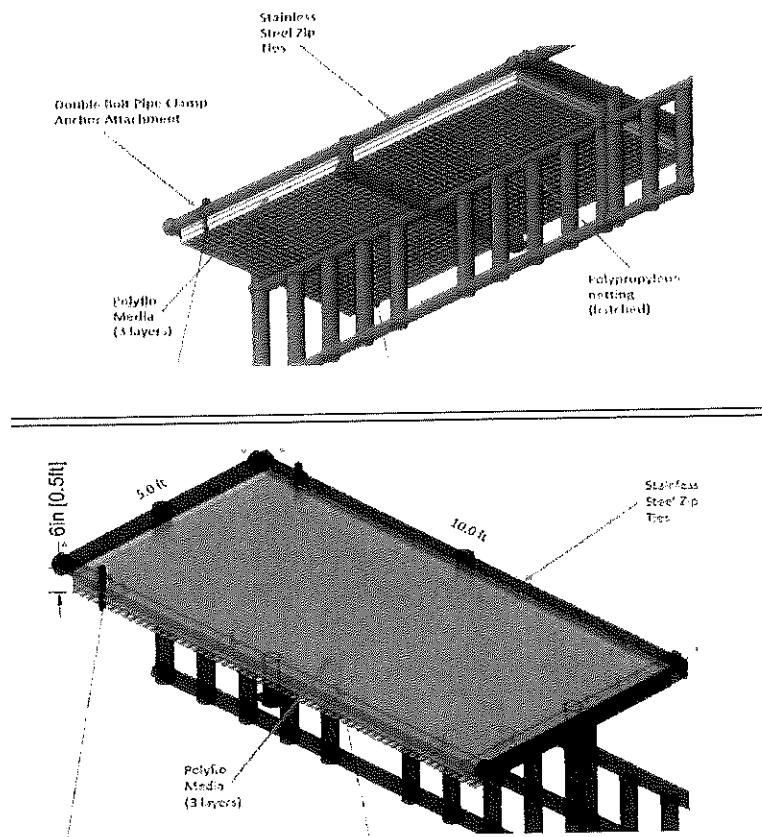 Stainless
Steel Zip
Ties
Double Bolt Pipe Clamp
Anchor Attachment
Polyflo
Media
(3 layers)
Polypropylene
netting
(hatched)
6in [0.5ft]
5.0 ft
10.0 ft
Stainless
Steel Zip
Ties
Polyflo
Media
(3 layers)